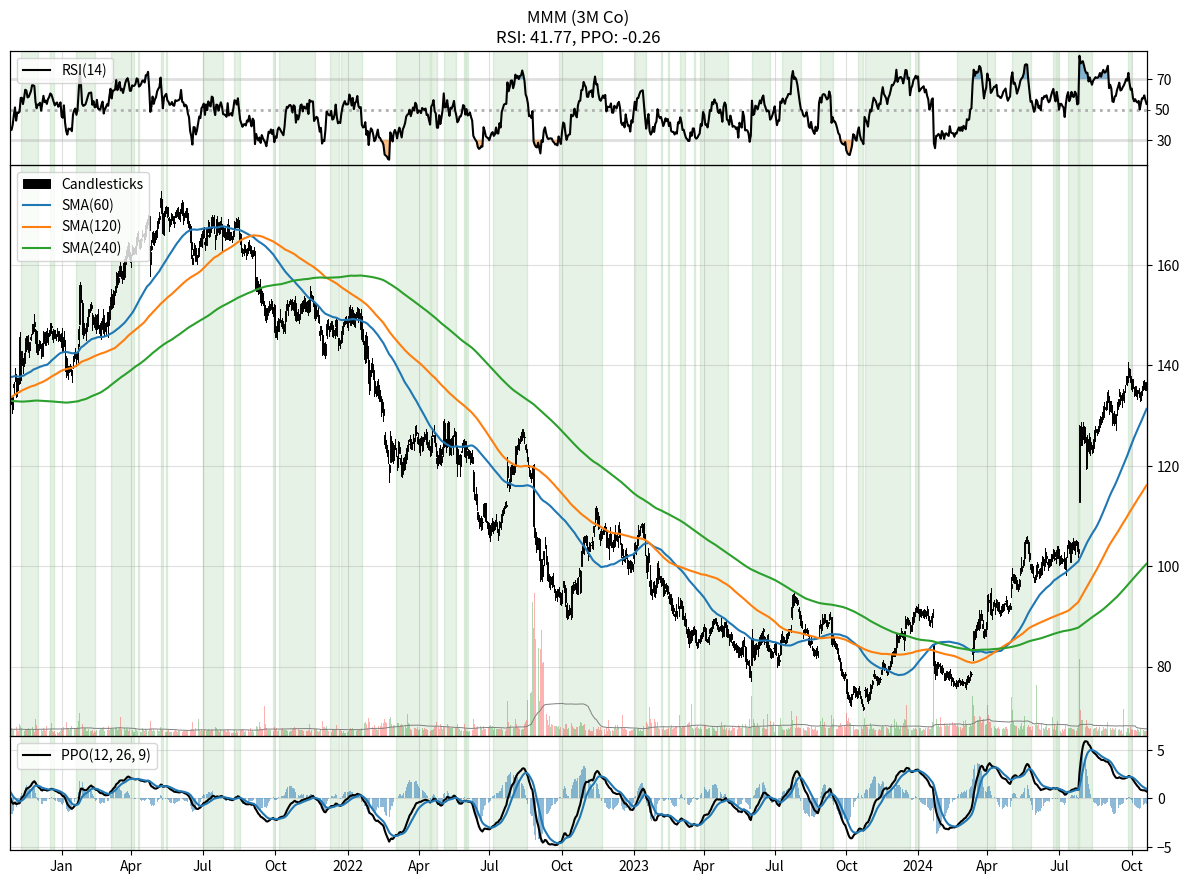 MMM (3M Co)
RSI: 41.77, PPO: -0.26
RSI(14)
70
50
30
Candlesticks
SMA(60)
SMA(120)
SMA(240)
160
140
120
100
80
PPO(12, 26, 9)
5
0
−5
Jan Apr Jul Oct 2022 Apr Jul Oct 2023 Apr Jul Oct 2024 Apr Jul Oct